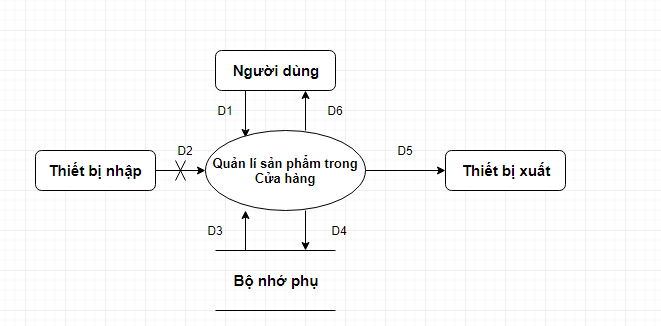 Người dùng
D1
D6
D2
D5
Thiết bị nhập
Quản lí sản phẩm trong
Cửa hàng
Thiết bị xuất
D3
D4
Bộ nhớ phụ